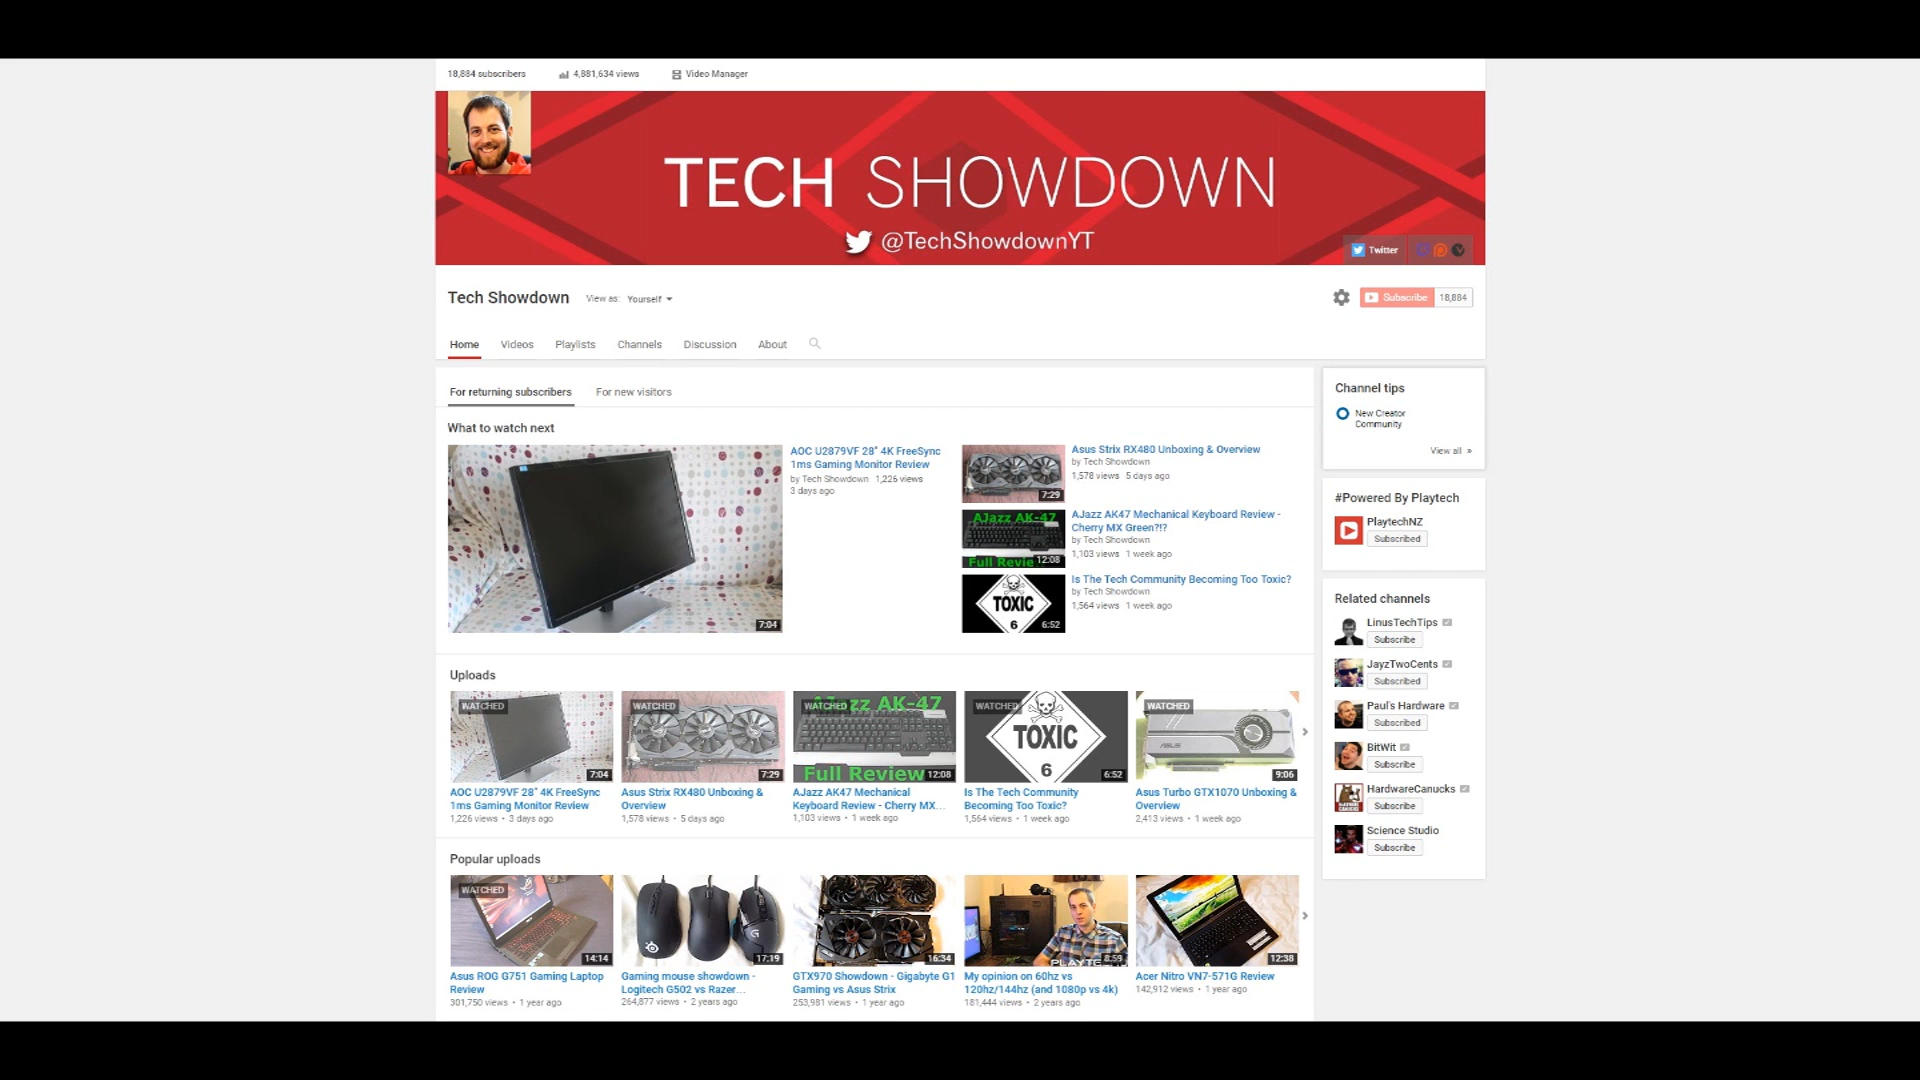 18,884 subscribers
4,881,634 views
Video Manager
TECH SHOWDOWN
@TechShowdownYT
Twitter
Tech Showdown
View as: Yourself
Subscribe 18,884
Home Videos Playlists Channels Discussion About
For returning subscribers For new visitors
What to watch next
7:04
AOC U2879VF 28" 4K FreeSync
1ms Gaming Monitor Review
by Tech Showdown 1,226 views
3 days ago
7:29
Asus Strix RX480 Unboxing & Overview
by Tech Showdown
1,578 views 5 days ago
AJazz AK-47
Full Revie
12:08
AJazz AK47 Mechanical Keyboard Review -
Cherry MX Green?!?
by Tech Showdown
1,103 views 1 week ago
TOXIC
6
6:52
Is The Tech Community Becoming Too Toxic?
by Tech Showdown
1,564 views 1 week ago
Channel tips
New Creator
Community
View all »
#Powered By Playtech
PlaytechNZ
Subscribed
Related channels
LinusTechTips
Subscribe
JayzTwoCents
Subscribed
Paul's Hardware
Subscribed
BitWit
Subscribe
HardwareCanucks
Subscribe
Science Studio
Subscribe
Uploads
WATCHED
7:04
AOC U2879VF 28" 4K FreeSync
1ms Gaming Monitor Review
1,226 views • 3 days ago
WATCHED
7:29
Asus Strix RX480 Unboxing &
Overview
1,578 views • 5 days ago
WATCHED
zz AK-47
Full Review
12:08
AJazz AK47 Mechanical
Keyboard Review - Cherry MX...
1,103 views • 1 week ago
WATCHED
TOXIC
6
6:52
Is The Tech Community
Becoming Too Toxic?
1,564 views • 1 week ago
WATCHED
ASUS
9:06
Asus Turbo GTX1070 Unboxing &
Overview
2,413 views • 1 week ago
Popular uploads
WATCHED
14:14
Asus ROG G751 Gaming Laptop
Review
301,750 views • 1 year ago
G
17:19
Gaming mouse showdown -
Logitech G502 vs Razer...
264,877 views • 2 years ago
16:34
GTX970 Showdown - Gigabyte G1
Gaming vs Asus Strix
253,981 views • 1 year ago
PLAYTE
8:59
My opinion on 60hz vs
120hz/144hz (and 1080p vs 4k)
181,444 views • 2 years ago
12:38
Acer Nitro VN7-571G Review
142,912 views • 1 year ago